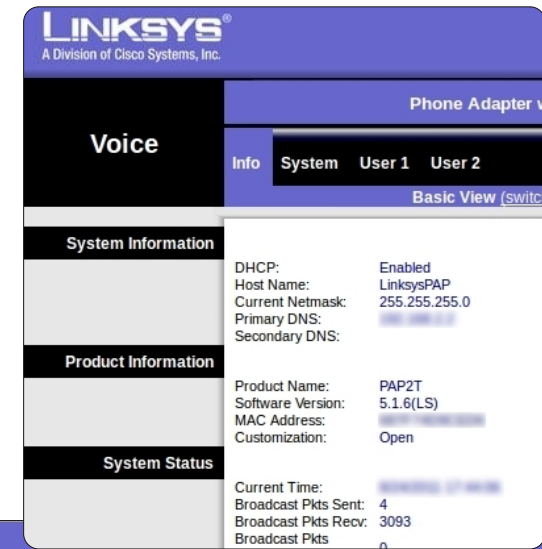 LINKSYS®
A Division of Cisco Systems, Inc.
Phone Adapter
Voice
Info System User 1 User 2
Basic View (switc
System Information
DHCP: Enabled
Host Name: LinksysPAP
Current Netmask: 255.255.255.0
Primary DNS:
Secondary DNS:
Product Information
Product Name: PAP2T
Software Version: 5.1.6(LS)
MAC Address:
Customization: Open
System Status
Current Time:
Broadcast Pkts Sent: 4
Broadcast Pkts Recv: 3093
Broadcast Pkts